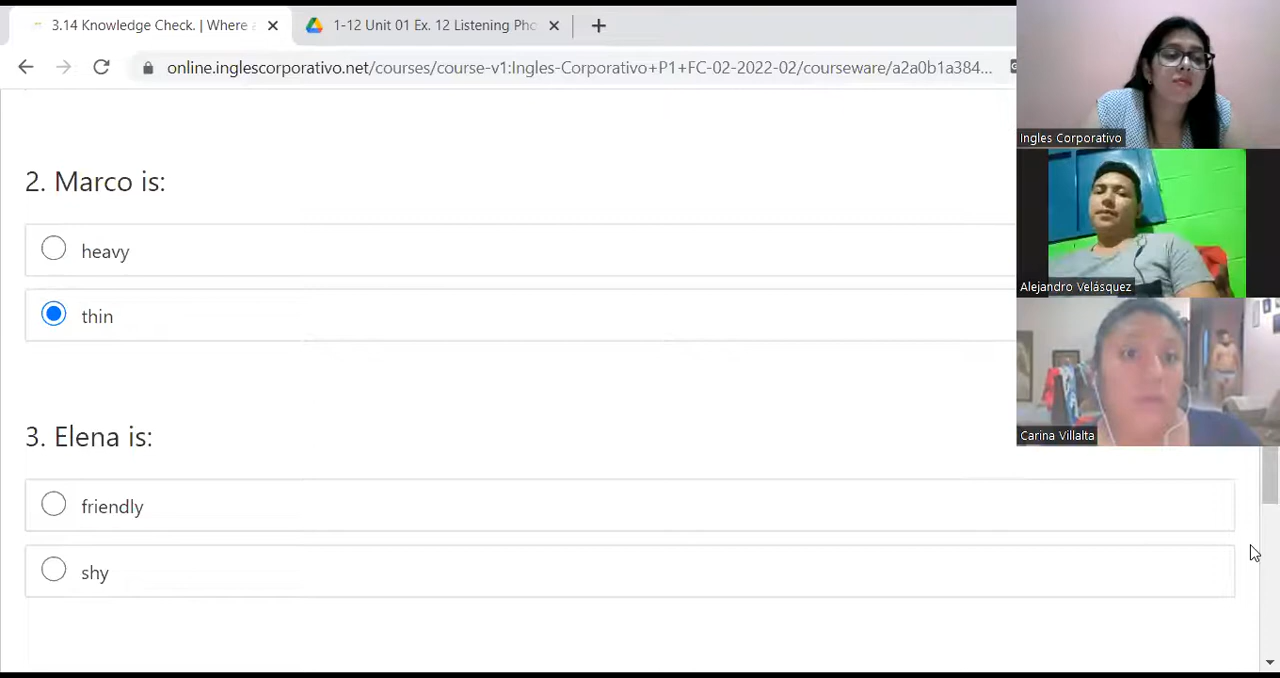 3.14 Knowledge Check. | Where a
1-12 Unit 01 Ex. 12 Listening Pho
online.inglescorporativo.net/courses/course-v1:Ingles-Corporativo+P1+FC-02-2022-02/courseware/a2a0b1a384...
Ingles Corporativo
2. Marco is:
heavy
Alejandro Velásquez
thin
Carina Villalta
3. Elena is:
friendly
shy